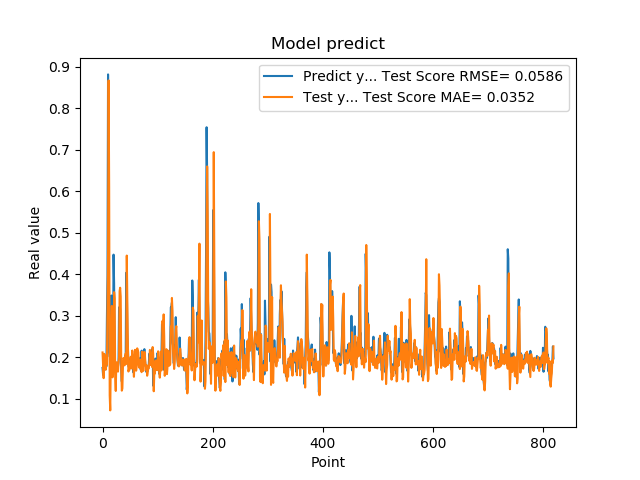 Model predict
Predict y... Test Score RMSE= 0.0586
Test y... Test Score MAE= 0.0352
0.9
0.8
0.7
0.6
0.5
0.4
0.3
0.2
0.1
Real value
0 200 400 600 800
Point